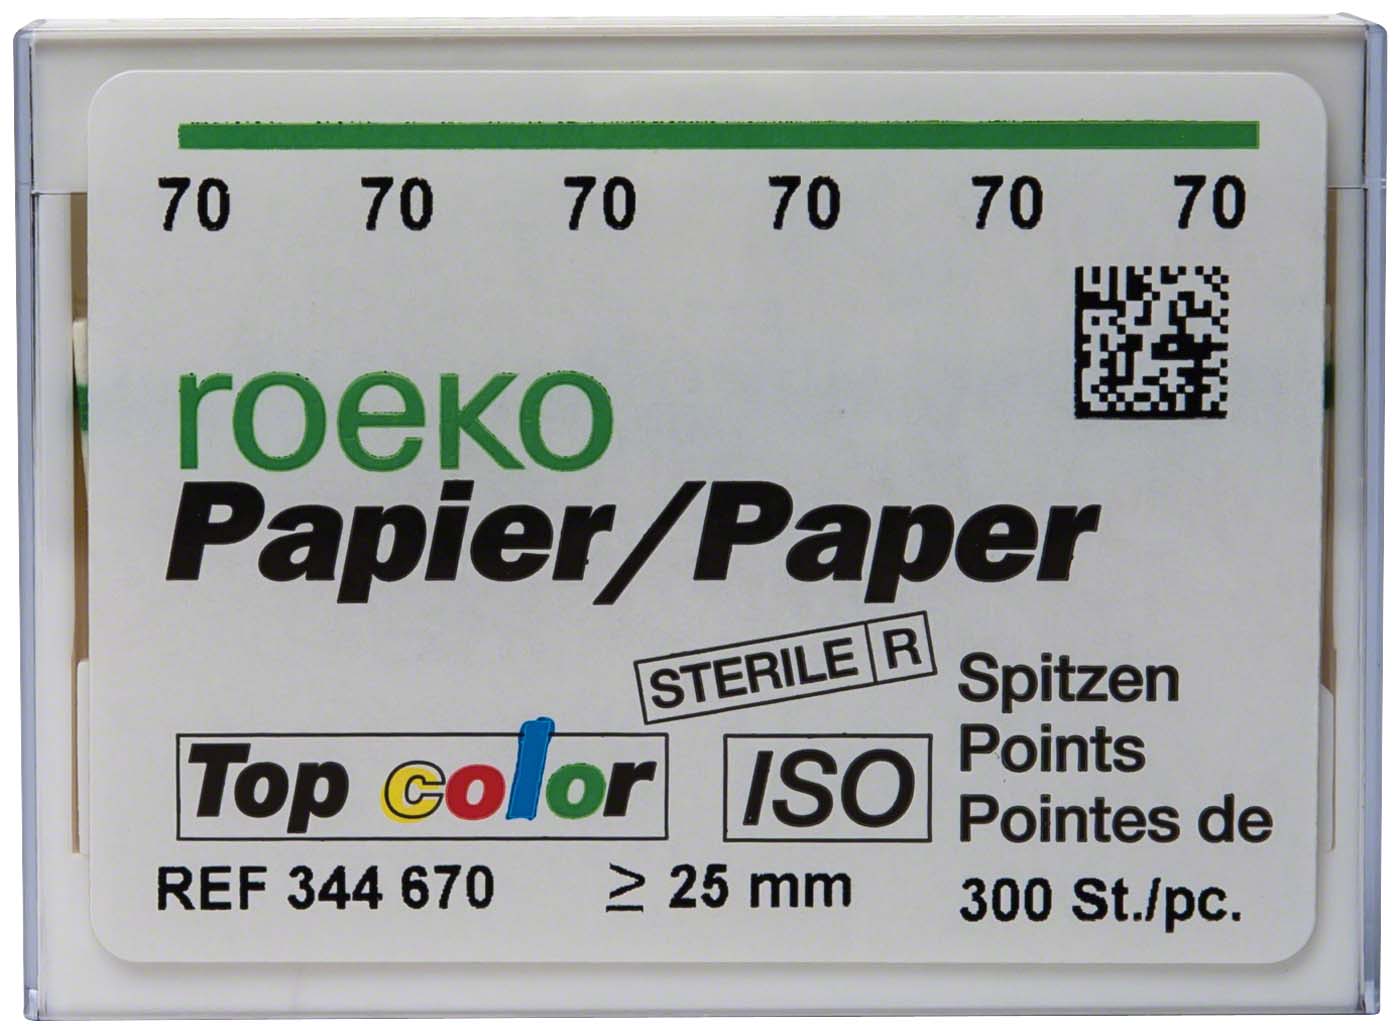 70 70 70 70 70 70
roeko
Papier/Paper
STERILE R
Spitzen
Points
Pointes de
Top color
ISO
REF 344 670 ≥ 25 mm 300 St./pc.